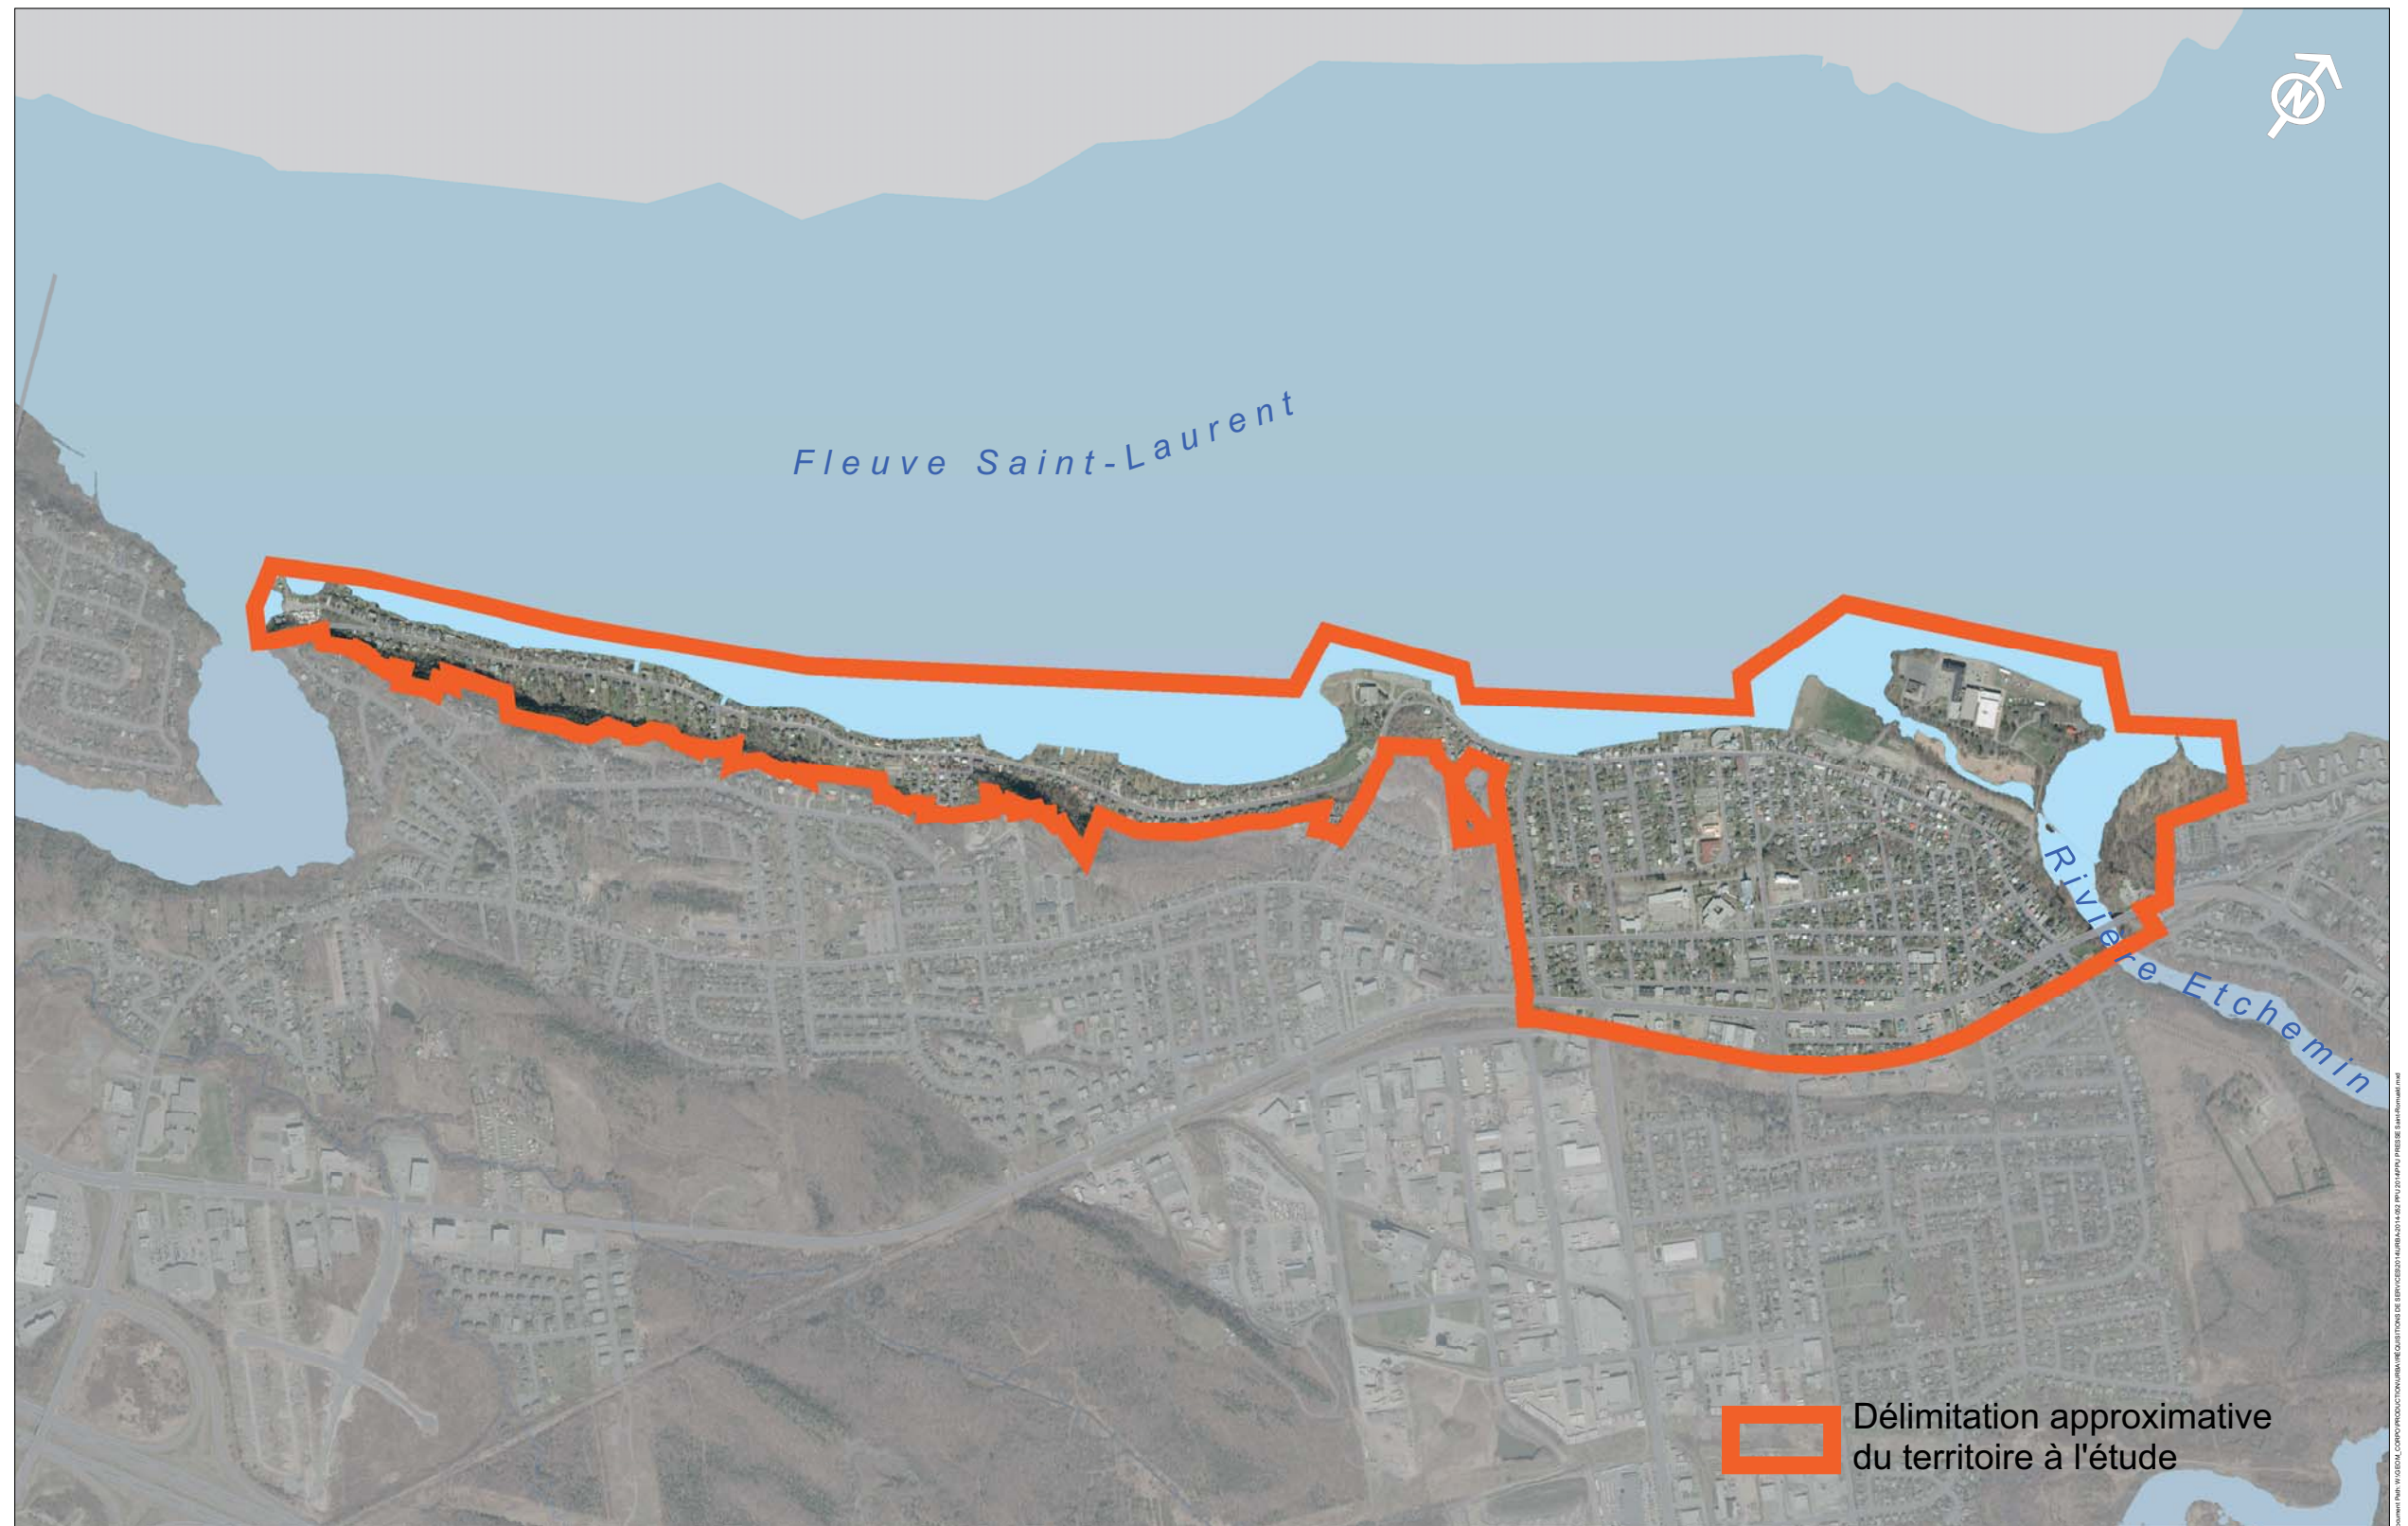 N
Fleuve Saint-Laurent
Rivière Etchemin
Délimitation approximative
du territoire à l'étude